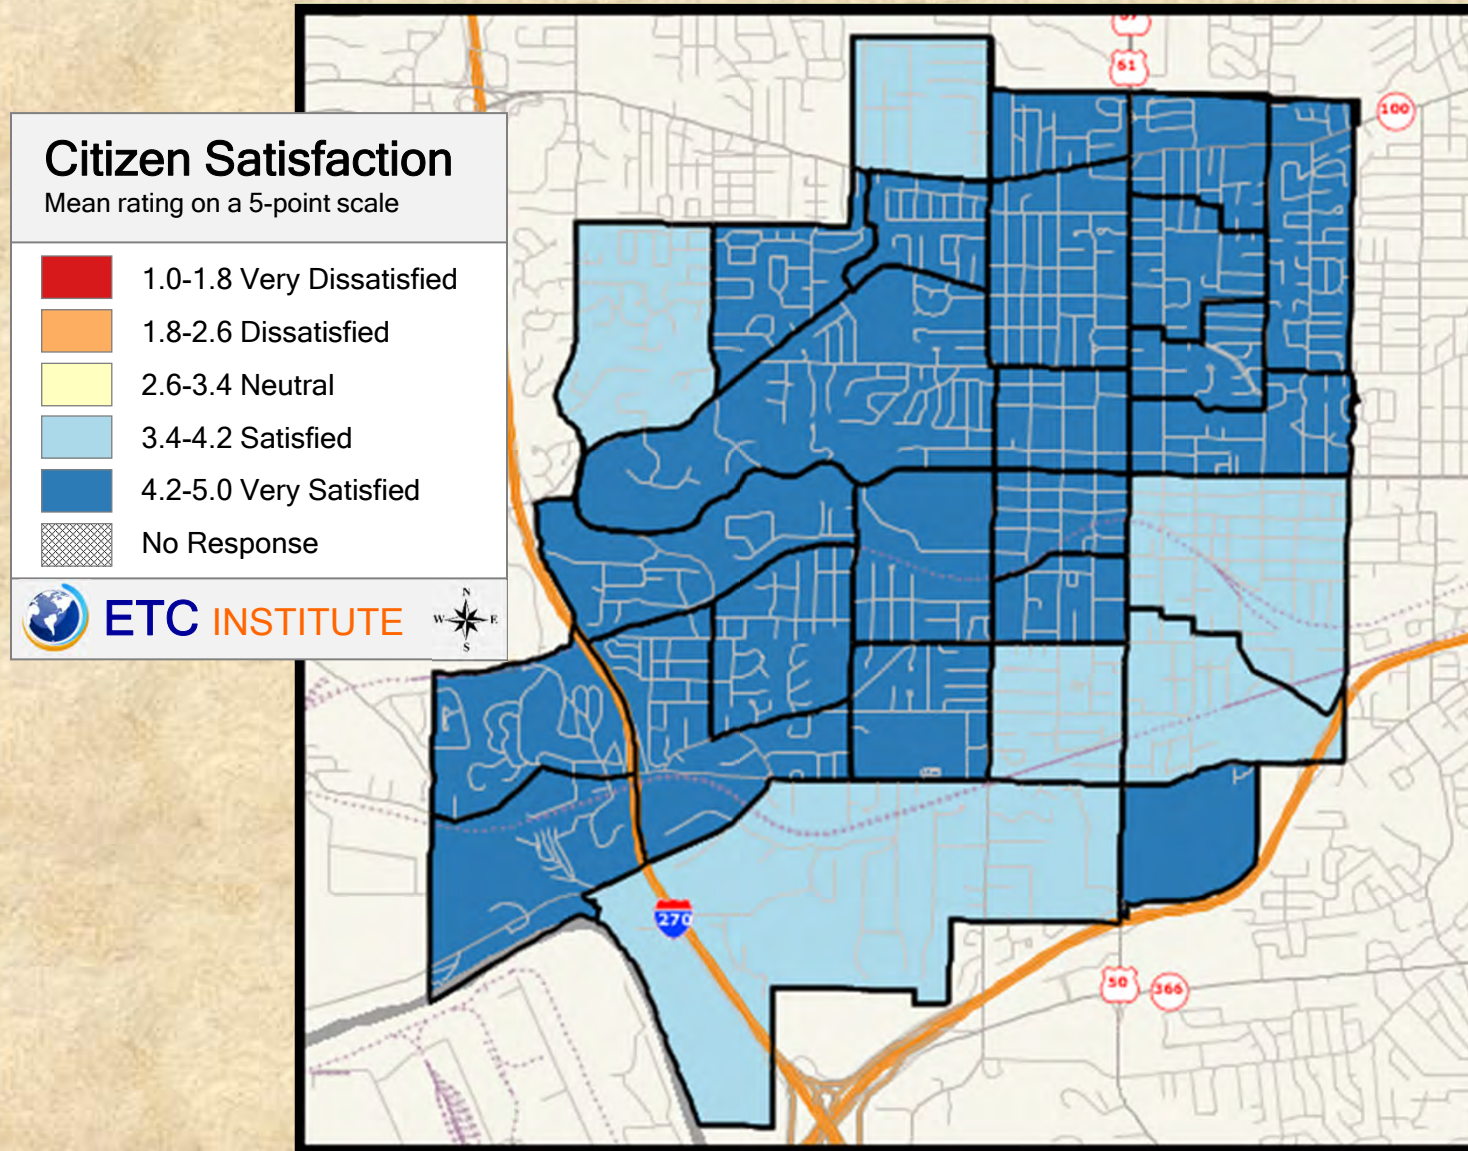 61
100
Citizen Satisfaction
Mean rating on a 5-point scale
1.0-1.8 Very Dissatisfied
1.8-2.6 Dissatisfied
2.6-3.4 Neutral
3.4-4.2 Satisfied
4.2-5.0 Very Satisfied
No Response
ETC INSTITUTE
N
W E
S
270
50
366